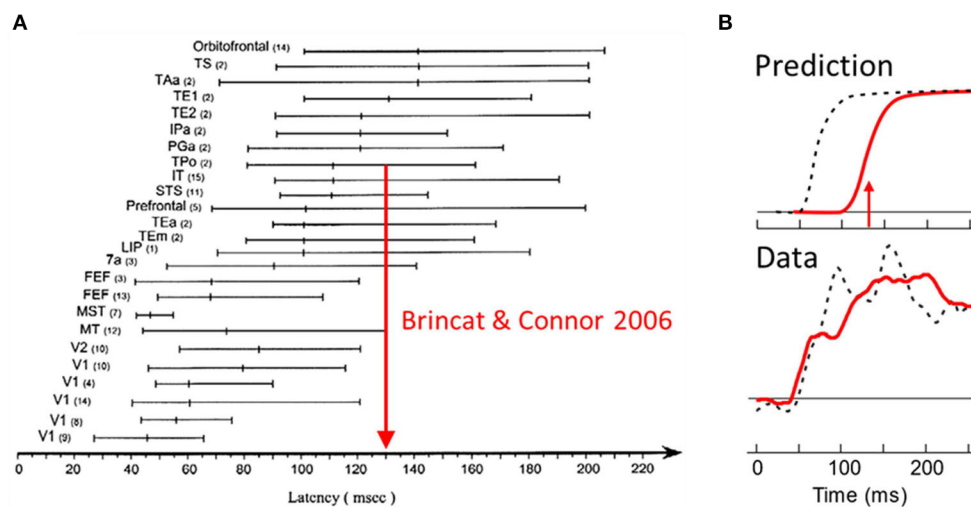 A
Orbitofrontal (14)
TS (2)
TAa (2)
TE1 (2)
TE2 (2)
IPa (2)
PGa (2)
TPo (2)
IT (15)
STS (11)
Prefrontal (5)
TEa (2)
TEm (2)
LIP (1)
7a (3)
FEF (3)
FEF (13)
MST (7)
MT (12)
V2 (10)
V1 (10)
V1 (4)
V1 (14)
V1 (8)
V1 (9)
Brincat & Connor 2006
0 20 40 60 80 100 120 140 160 180 200 220
Latency ( msec )
B
Prediction
Data
0 100 200
Time (ms)